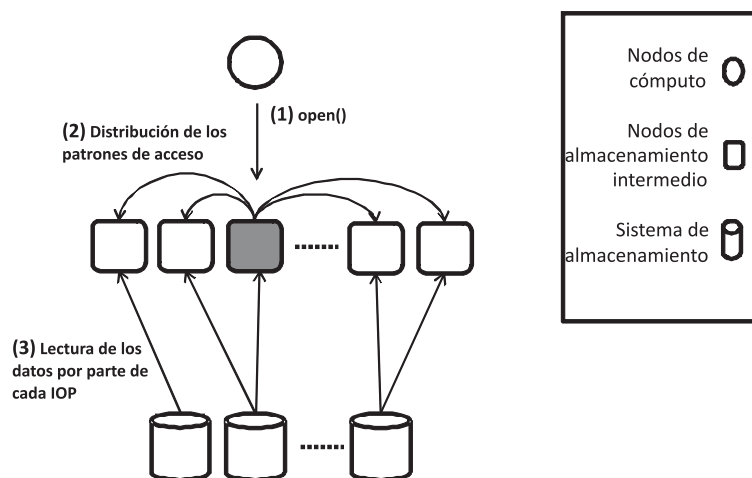 (1) open()
(2) Distribución de los
patrones de acceso
(3) Lectura de los
datos por parte de
cada IOP
Nodos de
cómputo
Nodos de
almacenamiento
intermedio
Sistema de
almacenamiento